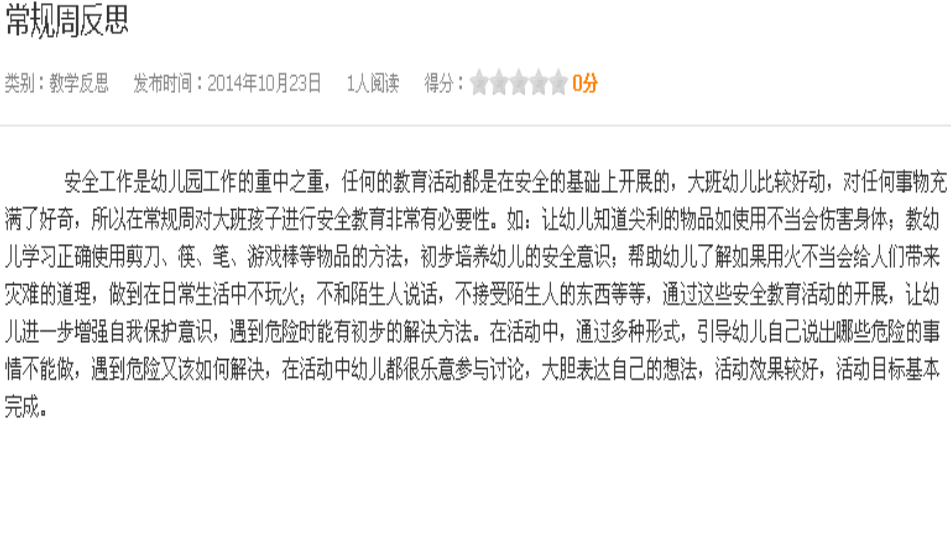 常规周反思
类别：教学反思 发布时间：2014年10月23日 1人阅读 得分： 0分
安全工作是幼儿园工作的重中之重，任何的教育活动都是在安全的基础上开展的，大班幼儿比较好动，对任何事物充
满了好奇，所以在常规周对大班孩子进行安全教育非常有必要性。如：让幼儿知道尖利的物品如使用不当会伤害身体；教幼
儿学习正确使用剪刀、筷、笔、游戏棒等物品的方法，初步培养幼儿的安全意识；帮助幼儿了解如果用火不当会给人们带来
灾难的道理，做到在日常生活中不玩火；不和陌生人说话，不接受陌生人的东西等等，通过这些安全教育活动的开展，让幼
儿进一步增强自我保护意识，遇到危险时能有初步的解决方法。在活动中，通过多种形式，引导幼儿自己说出哪些危险的事
情不能做，遇到危险又该如何解决，在活动中幼儿都很乐意参与讨论，大胆表达自己的想法，活动效果较好，活动目标基本
完成。